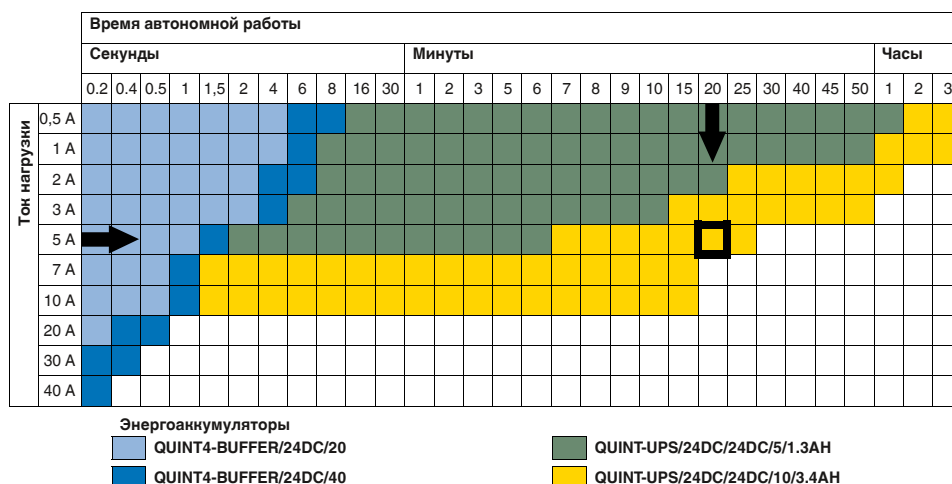 Время автономной работы
Секунды Минуты Часы
0.2 0.4 0.5 1 1,5 2 4 6 8 16 30 1 2 3 5 6 7 8 9 10 15 20 25 30 40 45 50 1 2 3
Ток нагрузки
0,5 A
1 A
2 A
3 A
5 A
7 A
10 A
20 A
30 A
40 A
Энергоаккумуляторы
QUINT4-BUFFER/24DC/20 QUINT-UPS/24DC/24DC/5/1.3AH
QUINT4-BUFFER/24DC/40 QUINT-UPS/24DC/24DC/10/3.4AH